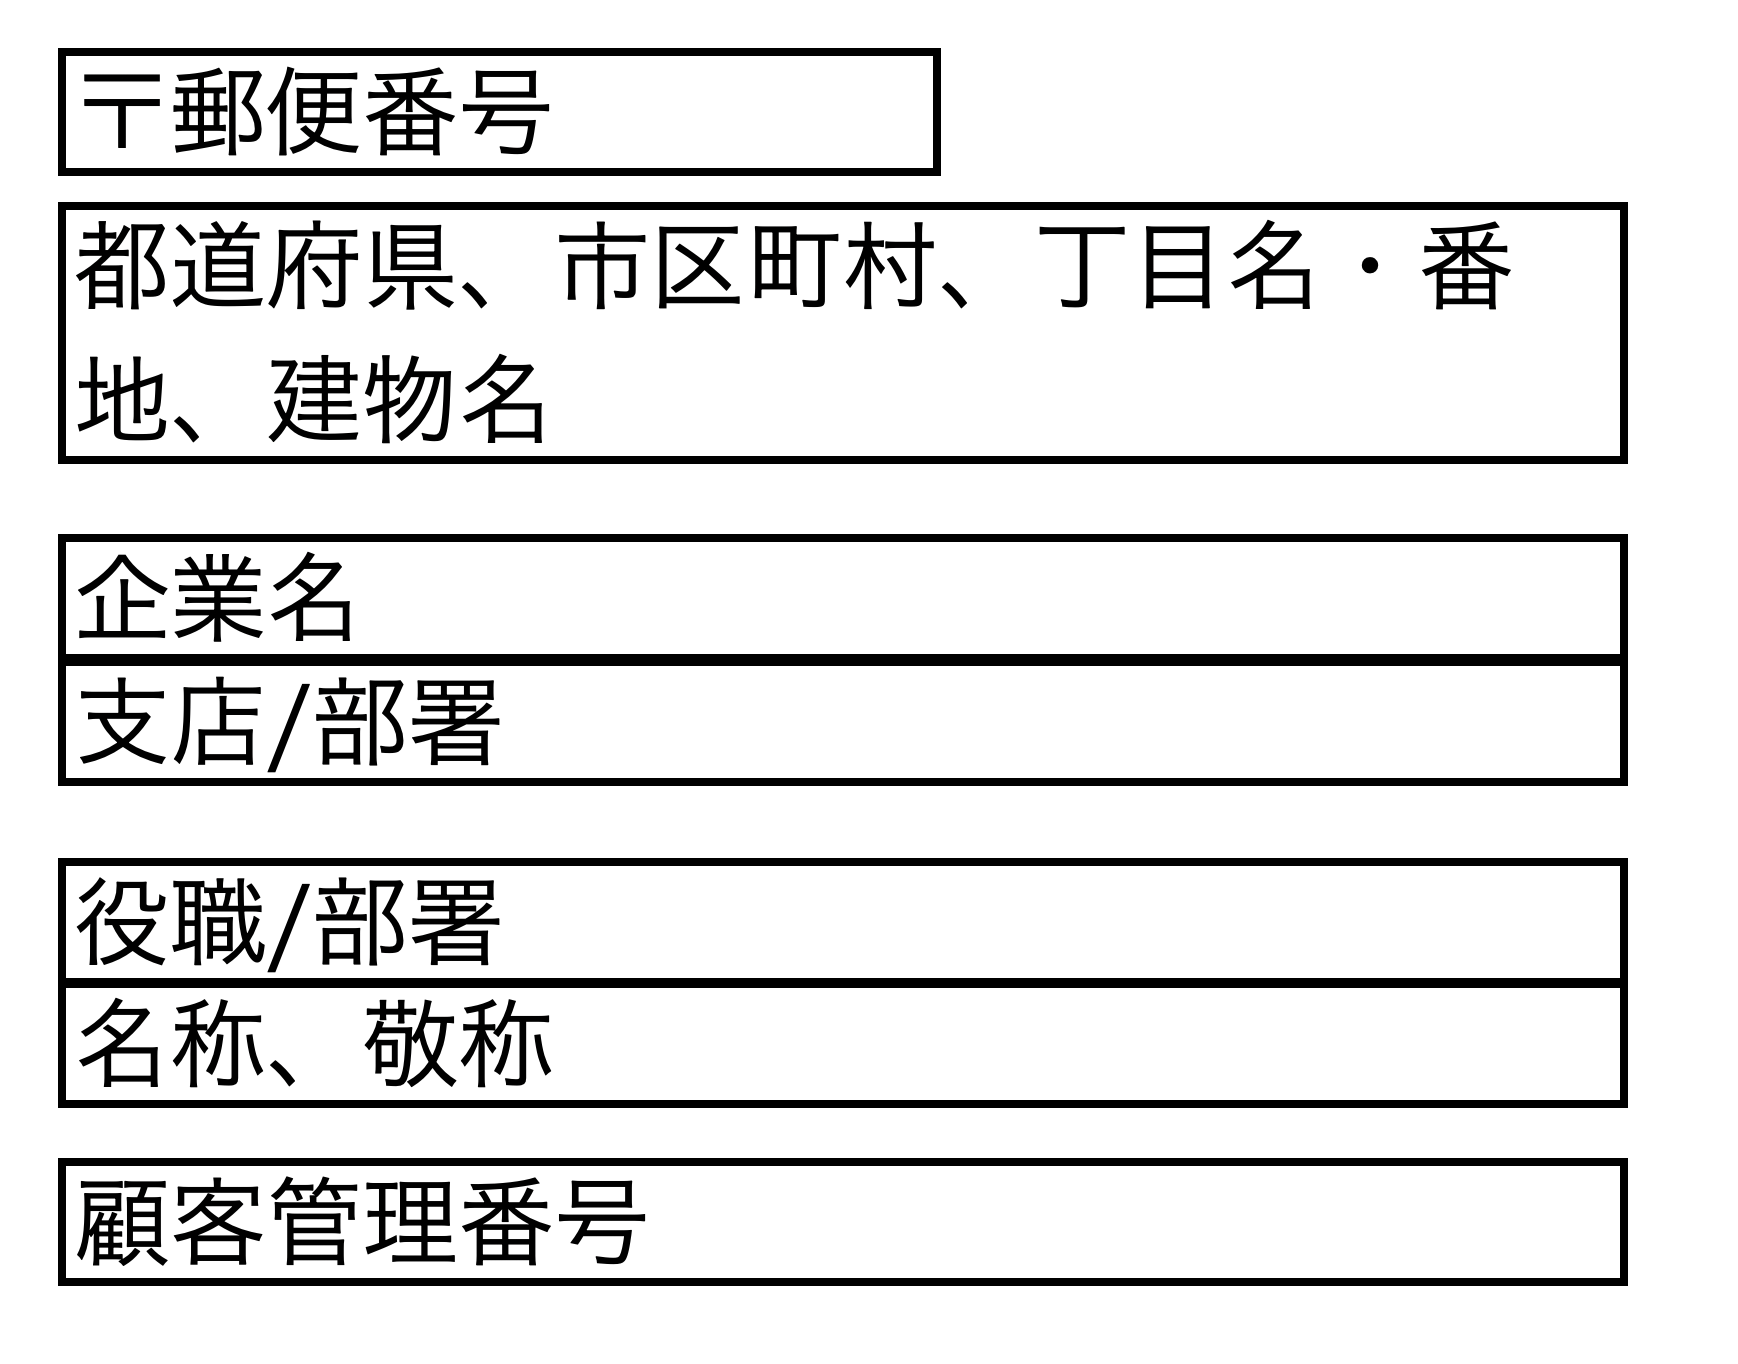 〒郵便番号
都道府県、市区町村、丁目名・番
地、建物名
企業名
支店/部署
役職/部署
名称、敬称
顧客管理番号